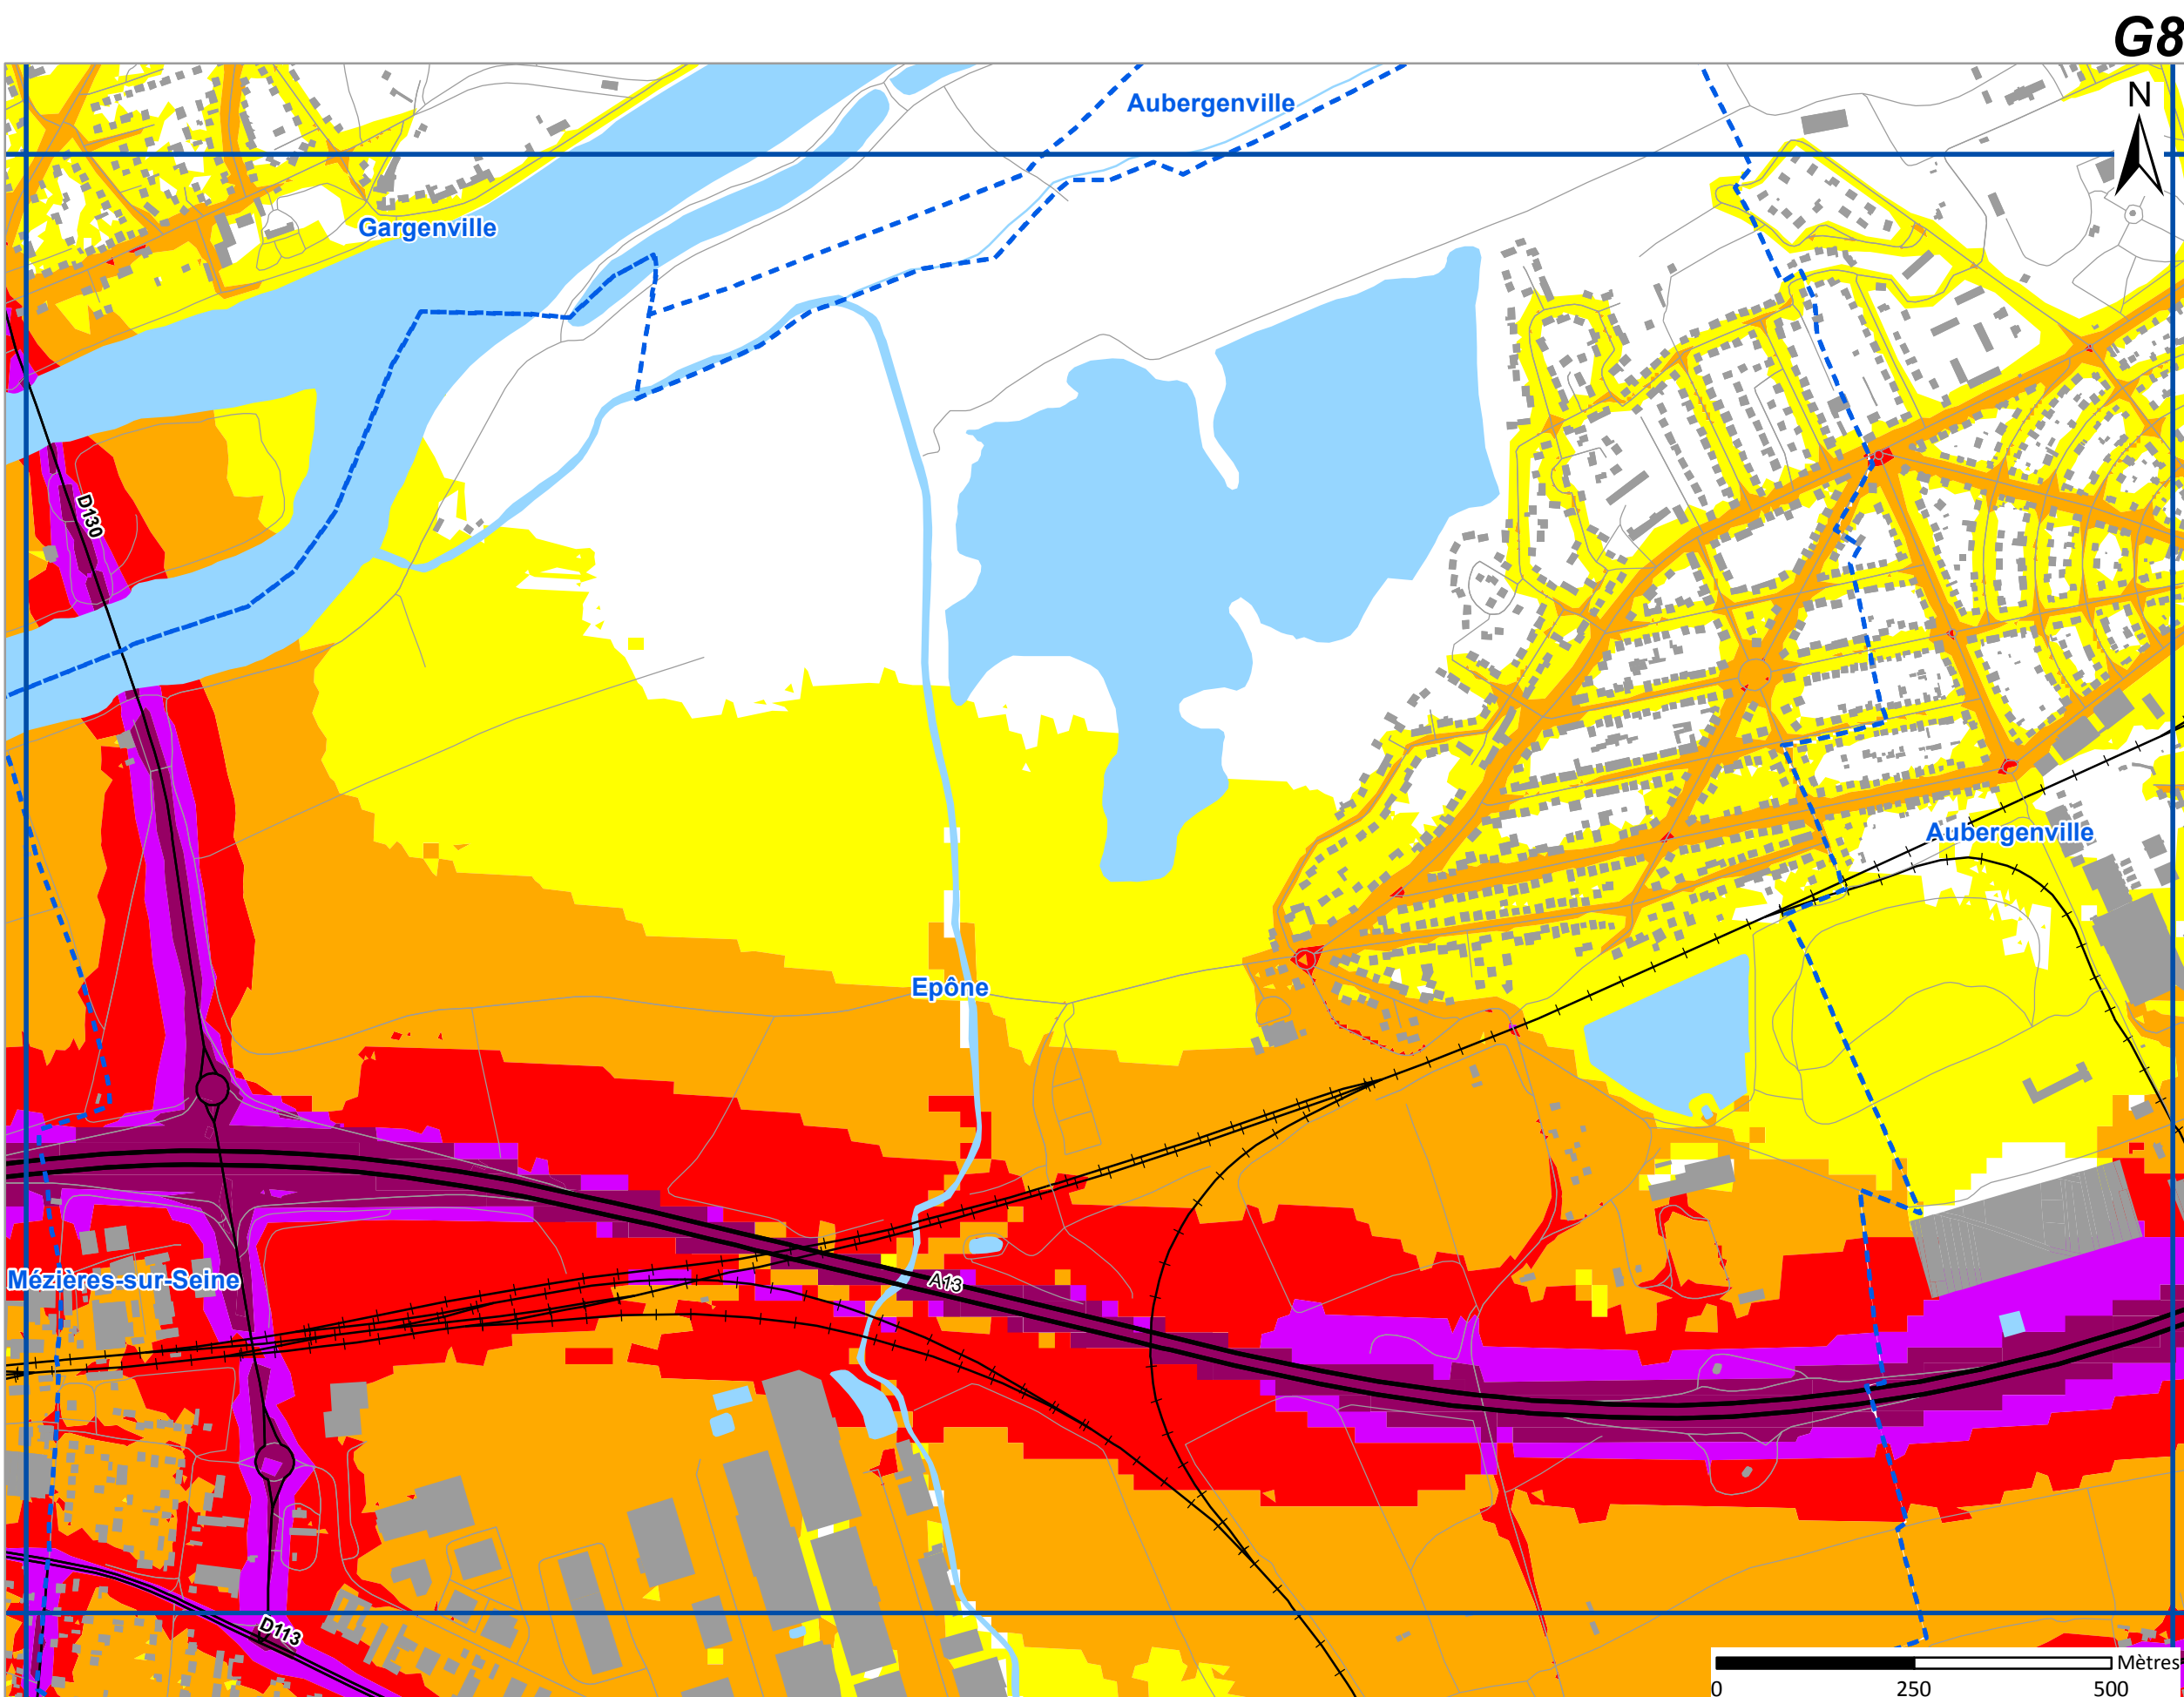 G8
Aubergenville
N
Gargenville
D130
Aubergenville
Epône
Mézières-sur-Seine
A13
D113
Mètres
0 250 500